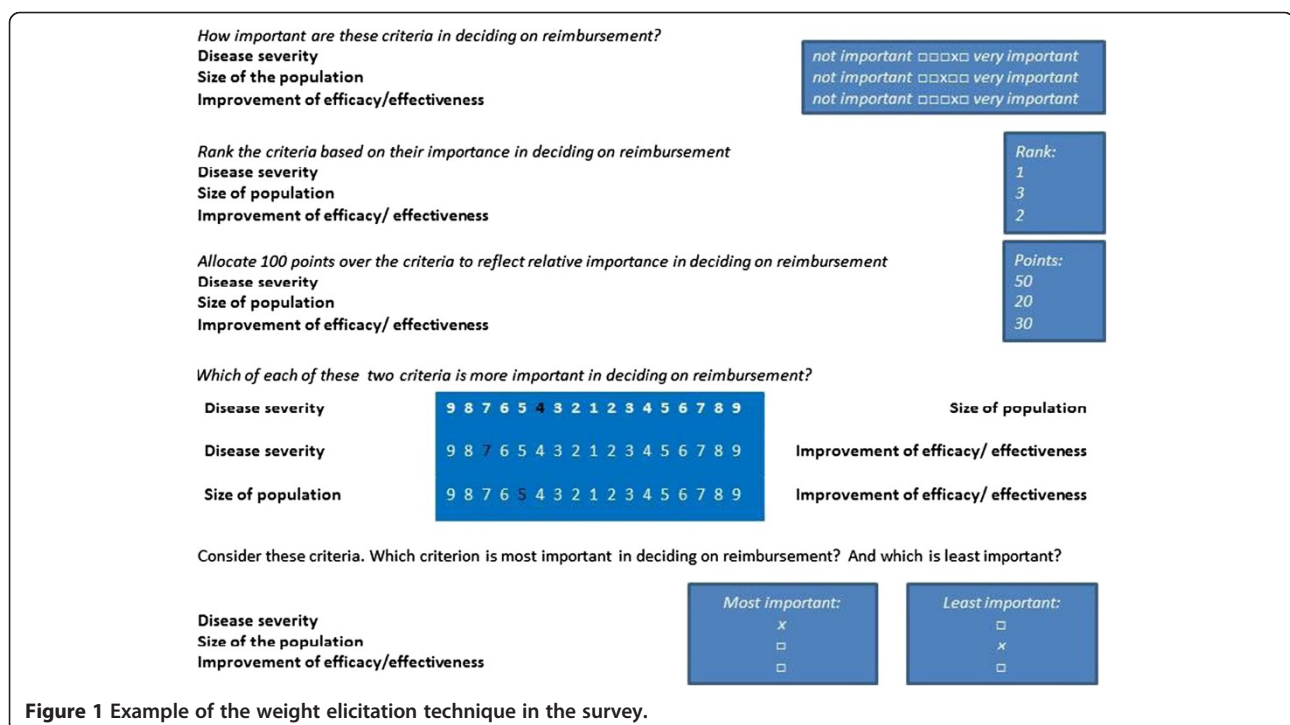 How important are these criteria in deciding on reimbursement?
Disease severity not important □□□x□ very important
Size of the population not important □□x□□ very important
Improvement of efficacy/effectiveness not important □□□x□ very important
Rank the criteria based on their importance in deciding on reimbursement Rank:
Disease severity 1
Size of population 3
Improvement of efficacy/ effectiveness 2
Allocate 100 points over the criteria to reflect relative importance in deciding on reimbursement Points:
Disease severity 50
Size of population 20
Improvement of efficacy/ effectiveness 30
Which of each of these two criteria is more important in deciding on reimbursement?
Disease severity 9 8 7 6 5 4 3 2 1 2 3 4 5 6 7 8 9 Size of population
Disease severity 9 8 7 6 5 4 3 2 1 2 3 4 5 6 7 8 9 Improvement of efficacy/ effectiveness
Size of population 9 8 7 6 5 4 3 2 1 2 3 4 5 6 7 8 9 Improvement of efficacy/ effectiveness
Consider these criteria. Which criterion is most important in deciding on reimbursement? And which is least important?
Most important: Least important:
Disease severity x □
Size of the population □ x
Improvement of efficacy/effectiveness □ □
Figure 1 Example of the weight elicitation technique in the survey.